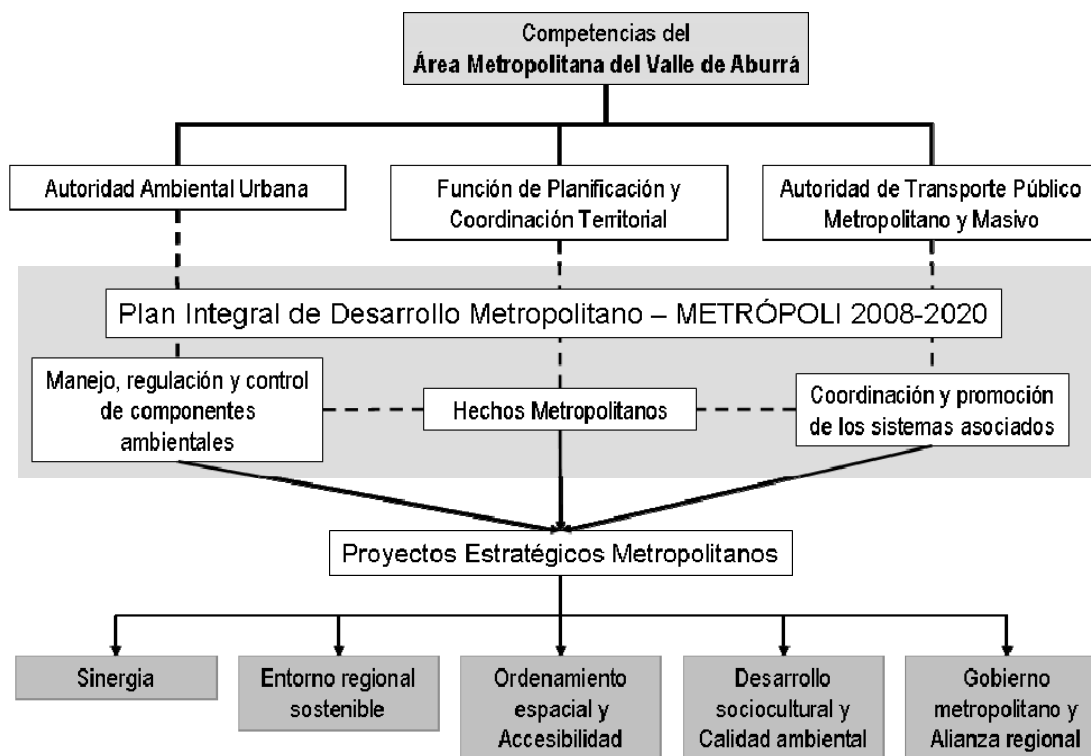 Competencias del
Área Metropolitana del Valle de Aburrá
Autoridad Ambiental Urbana
Función de Planificación y
Coordinación Territorial
Autoridad de Transporte Público
Metropolitano y Masivo
Plan Integral de Desarrollo Metropolitano – METRÓPOLI 2008-2020
Manejo, regulación y control
de componentes
ambientales
Hechos Metropolitanos
Coordinación y promoción
de los sistemas asociados
Proyectos Estratégicos Metropolitanos
Sinergia
Entorno regional
sostenible
Ordenamiento
espacial y
Accesibilidad
Desarrollo
sociocultural y
Calidad ambiental
Gobierno
metropolitano y
Alianza regional